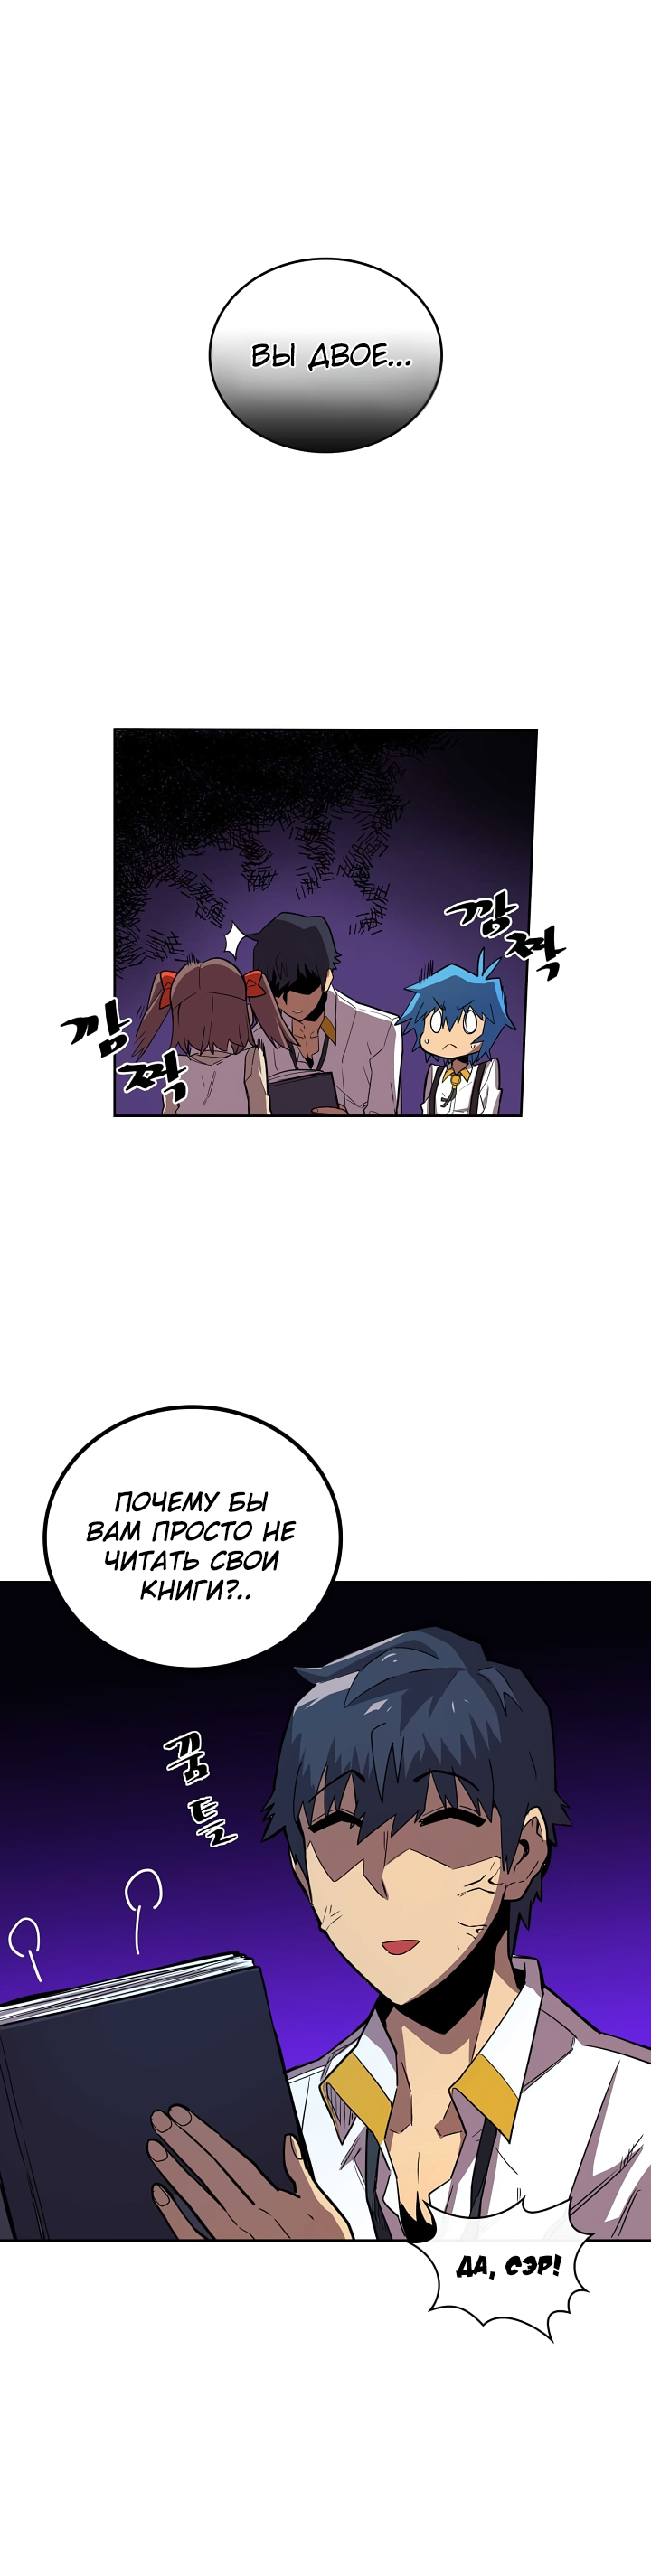 ВЫ ДВОЕ...
깜
짝
깜
짝
ПОЧЕМУ БЫ
ВАМ ПРОСТО НЕ
ЧИТАТЬ СВОИ
КНИГИ?..
꿈
틀
ДА, СЭР!